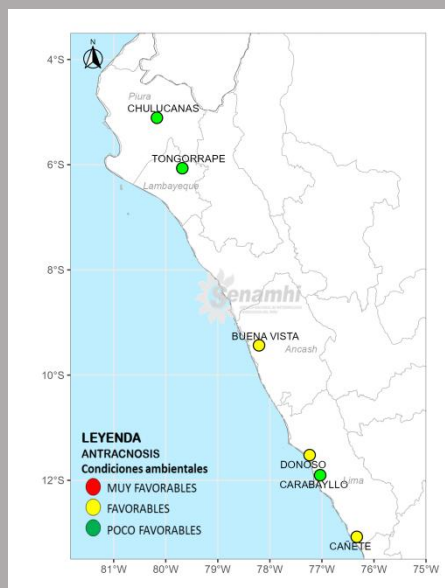 N
4°S
Piura
CHULUCANAS
6°S
TONGORRAPE
Lambayeque
8°S
Senamhi
BUENA VISTA
Ancash
10°S
LEYENDA
ANTRACNOSIS
Condiciones ambientales
MUY FAVORABLES
FAVORABLES
POCO FAVORABLES
DONOSO
CARABAYLLO
Lima
12°S
CAÑETE
81°W
80°W
79°W
78°W
77°W
76°W
75°W